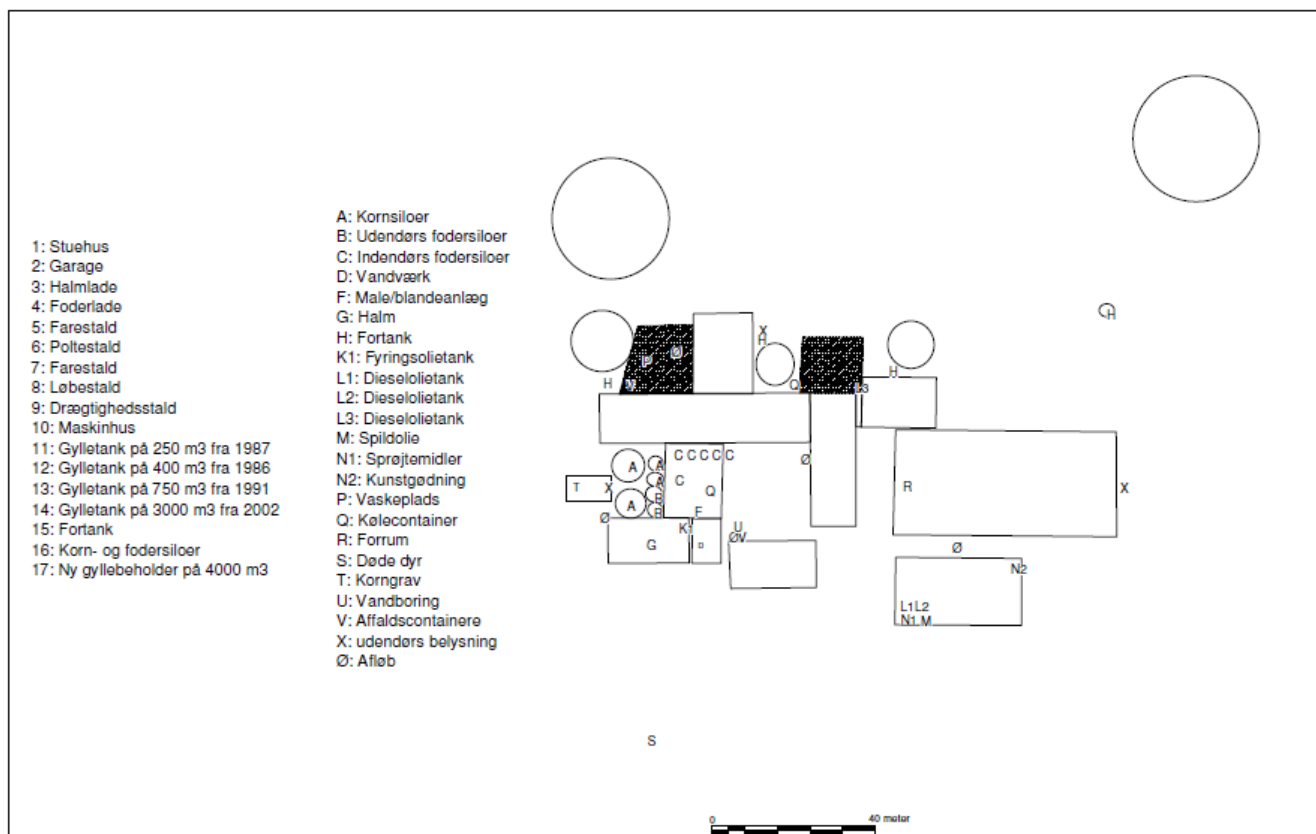 1: Stuehus
2: Garage
3: Halmlade
4: Foderlade
5: Farestald
6: Poltestald
7: Farestald
8: Løbestald
9: Drægtighedsstald
10: Maskinhus
11: Gylletank på 250 m3 fra 1987
12: Gylletank på 400 m3 fra 1986
13: Gylletank på 750 m3 fra 1991
14: Gylletank på 3000 m3 fra 2002
15: Fortank
16: Korn- og fodersiloer
17: Ny gyllebeholder på 4000 m3
A: Kornsiloer
B: Udendørs fodersiloer
C: Indendørs fodersiloer
D: Vandværk
F: Male/blandeanlæg
G: Halm
H: Fortank
K1: Fyringsolietank
L1: Dieselolietank
L2: Dieselolietank
L3: Dieselolietank
M: Spildolie
N1: Sprøjtemidler
N2: Kunstgødning
P: Vaskeplads
Q: Kølecontainer
R: Forrum
S: Døde dyr
T: Korngrav
U: Vandboring
V: Affaldscontainere
X: udendørs belysning
Ø: Afløb
H
X
H
P
Ø
H
Q
H
L3
C C C C C
Ø
A
A
C
A
T
X
Q
R
X
B
A
F
B
Ø
K1
U
ØV
G
Ø
N2
L1 L2
N1 M
S
0
40 meter